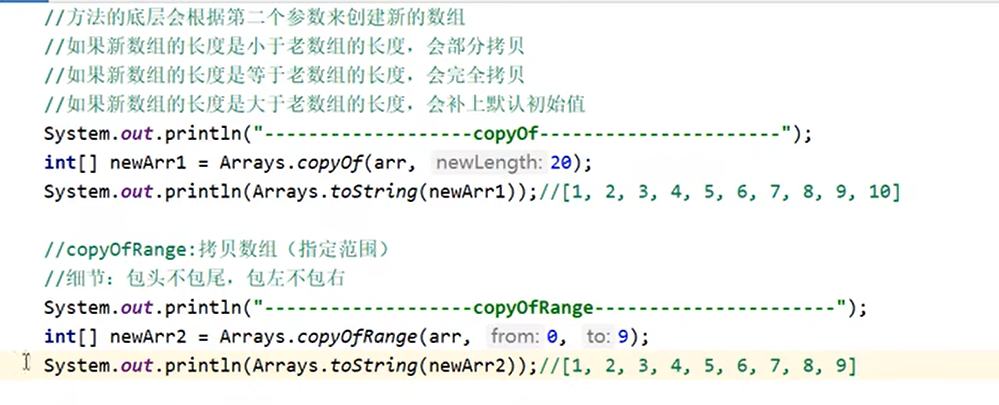 //方法的底层会根据第二个参数来创建新的数组
//如果新数组的长度是小于老数组的长度，会部分拷贝
//如果新数组的长度是等于老数组的长度，会完全拷贝
//如果新数组的长度是大于老数组的长度，会补上默认初始值
System.out.println("-------------------copyOf----------------------");
int[] newArr1 = Arrays.copyOf(arr, newLength: 20);
System.out.println(Arrays.toString(newArr1));//[1, 2, 3, 4, 5, 6, 7, 8, 9, 10]
//copyOfRange:拷贝数组（指定范围）
//细节：包头不包尾，包左不包右
System.out.println("-------------------copyOfRange----------------------");
int[] newArr2 = Arrays.copyOfRange(arr, from: 0, to: 9);
System.out.println(Arrays.toString(newArr2));//[1, 2, 3, 4, 5, 6, 7, 8, 9]